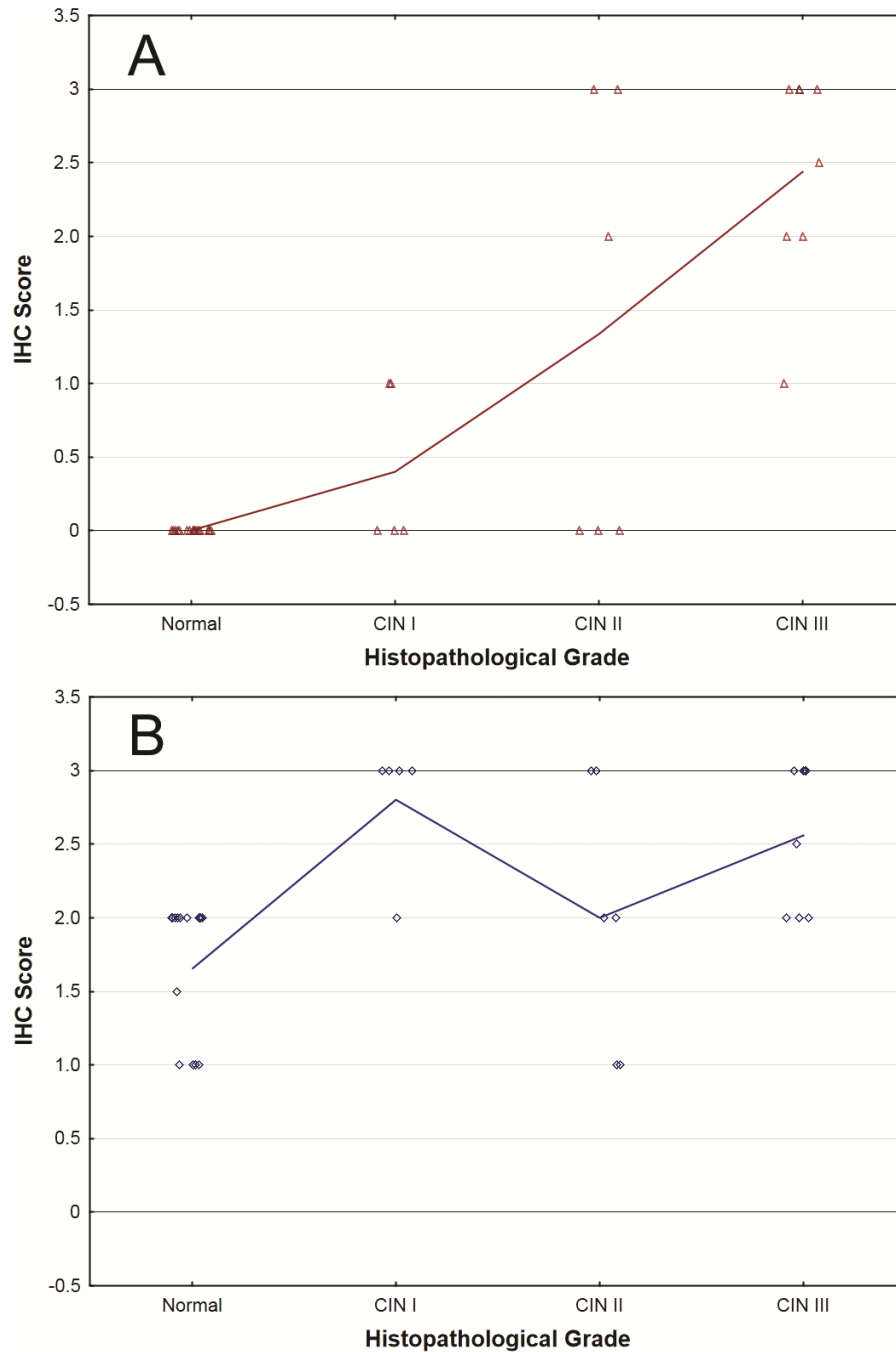 A
3.5
3
2.5
2.0
1.5
1.0
0.5
0
-0.5
IHC Score
Normal CIN I CIN II CIN III
Histopathological Grade
B
3.5
3
2.5
2.0
1.5
1.0
0.5
0
-0.5
IHC Score
Normal CIN I CIN II CIN III
Histopathological Grade